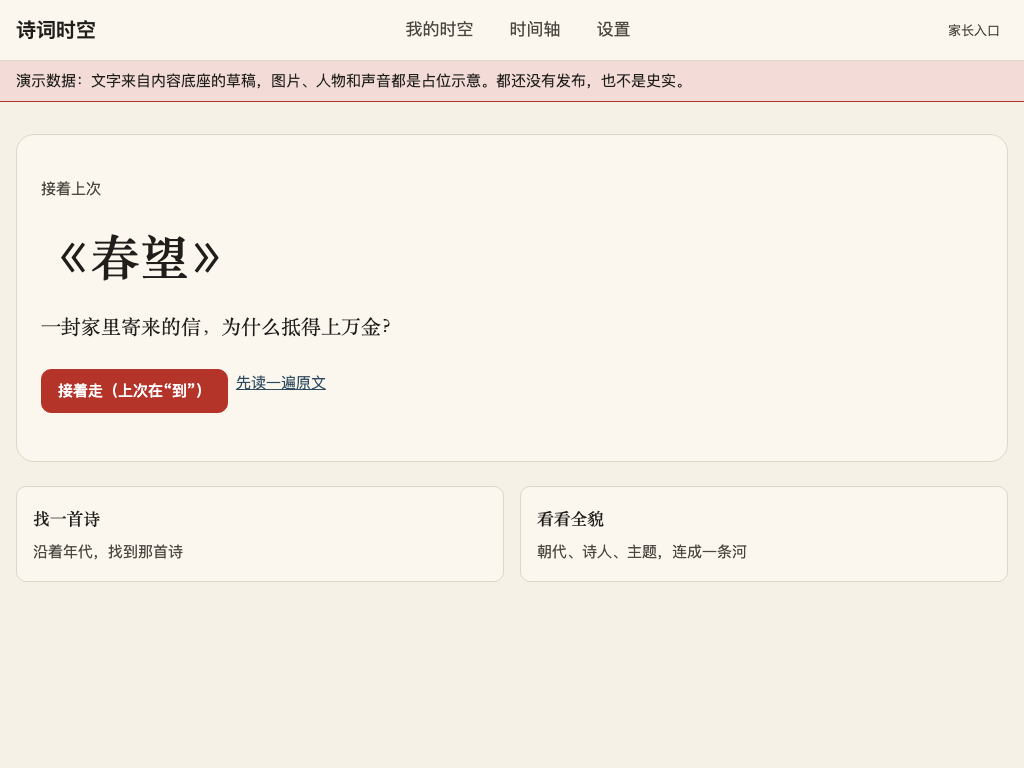 诗词时空
我的时空 时间轴 设置
家长入口
演示数据：文字来自内容底座的草稿，图片、人物和声音都是占位示意。都还没有发布，也不是史实。
接着上次
《春望》
一封家里寄来的信，为什么抵得上万金?
接着走（上次在“到”）
先读一遍原文
找一首诗
沿着年代，找到那首诗
看看全貌
朝代、诗人、主题，连成一条河